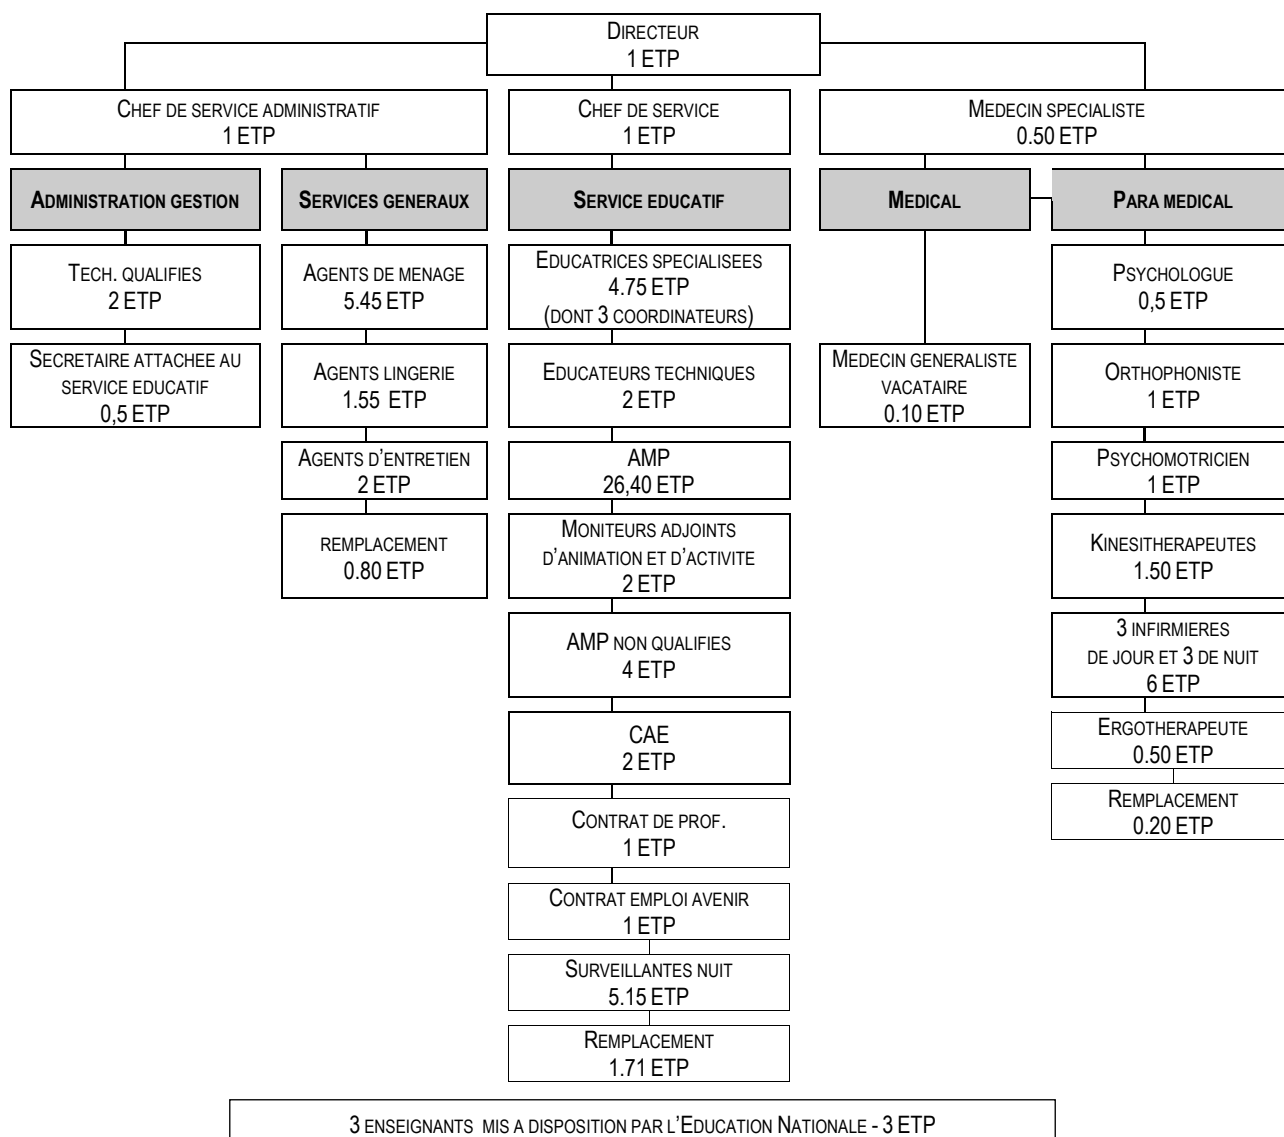 DIRECTEUR
1 ETP
CHEF DE SERVICE ADMINISTRATIF
1 ETP
CHEF DE SERVICE
1 ETP
MEDECIN SPECIALISTE
0.50 ETP
ADMINISTRATION GESTION
SERVICES GENERAUX
SERVICE EDUCATIF
MEDICAL
PARA MEDICAL
TECH. QUALIFIES
2 ETP
SECRETAIRE ATTACHEE AU
SERVICE EDUCATIF
0,5 ETP
AGENTS DE MENAGE
5.45 ETP
AGENTS LINGERIE
1.55 ETP
AGENTS D'ENTRETIEN
2 ETP
REMPLACEMENT
0.80 ETP
EDUCATRICES SPECIALISEES
4.75 ETP
(DONT 3 COORDINATEURS)
EDUCATEURS TECHNIQUES
2 ETP
AMP
26,40 ETP
MONITEURS ADJOINTS
D'ANIMATION ET D'ACTIVITE
2 ETP
AMP NON QUALIFIES
4 ETP
CAE
2 ETP
CONTRAT DE PROF.
1 ETP
CONTRAT EMPLOI AVENIR
1 ETP
SURVEILLANTES NUIT
5.15 ETP
REMPLACEMENT
1.71 ETP
MEDECIN GENERALISTE
VACATAIRE
0.10 ETP
PSYCHOLOGUE
0,5 ETP
ORTHOPHONISTE
1 ETP
PSYCHOMOTRICIEN
1 ETP
KINESITHERAPEUTES
1.50 ETP
3 INFIRMIERES
DE JOUR ET 3 DE NUIT
6 ETP
ERGOTHERAPEUTE
0.50 ETP
REMPLACEMENT
0.20 ETP
3 ENSEIGNANTS MIS A DISPOSITION PAR L'EDUCATION NATIONALE - 3 ETP